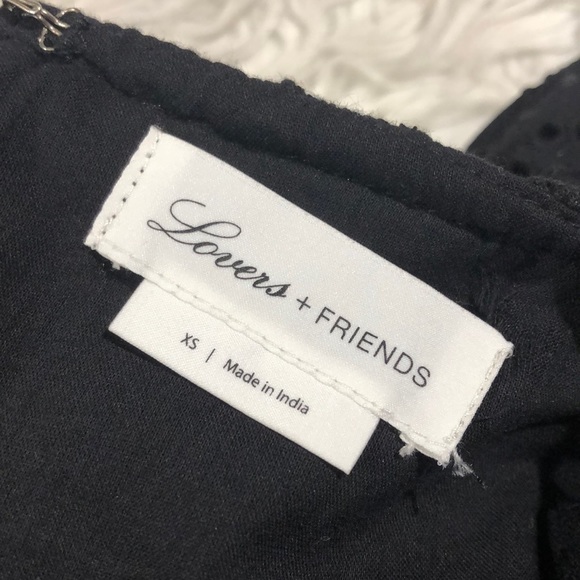 Lovers + FRIENDS
XS | Made in India